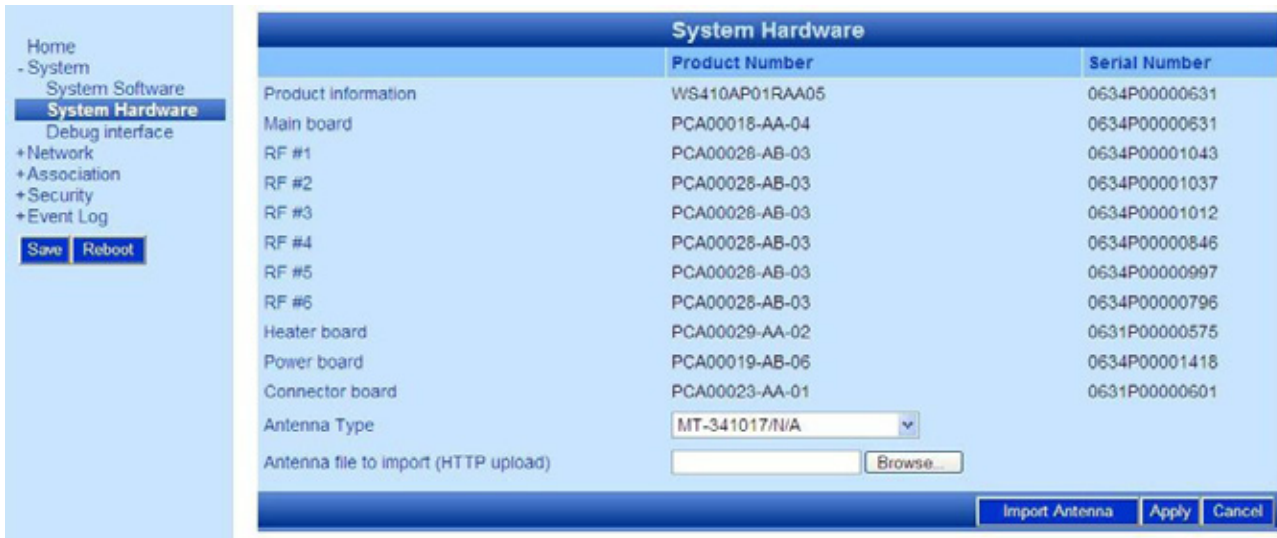 Home
- System
System Software
System Hardware
Debug interface
+Network
+Association
+Security
+Event Log
Save Reboot
System Hardware
Product Number Serial Number
Product information WS410AP01RAA05 0634P00000631
Main board PCA00018-AA-04 0634P00000631
RF #1 PCA00028-AB-03 0634P00001043
RF #2 PCA00028-AB-03 0634P00001037
RF #3 PCA00028-AB-03 0634P00001012
RF #4 PCA00028-AB-03 0634P00000846
RF #5 PCA00028-AB-03 0634P00000997
RF #6 PCA00028-AB-03 0634P00000796
Heater board PCA00029-AA-02 0631P00000575
Power board PCA00019-AB-06 0634P00001418
Connector board PCA00023-AA-01 0631P00000601
Antenna Type MT-341017/N/A
Antenna file to import (HTTP upload) Browse...
Import Antenna Apply Cancel